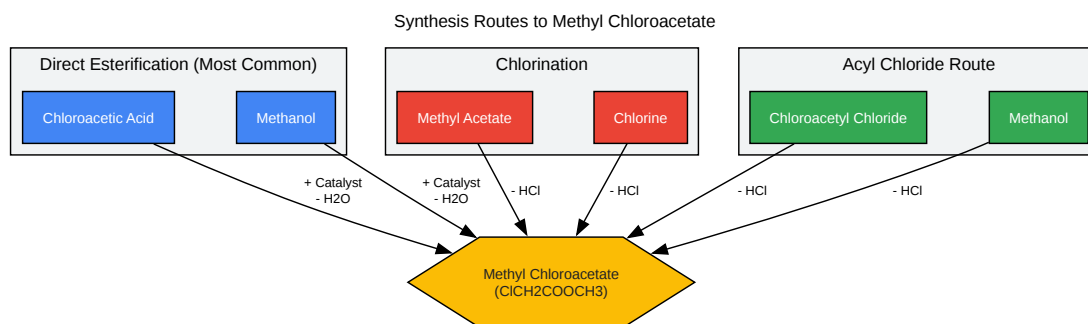 Synthesis Routes to Methyl Chloroacetate
Direct Esterification (Most Common)
Chlorination
Acyl Chloride Route
Chloroacetic Acid
Methanol
Methyl Acetate
Chlorine
Chloroacetyl Chloride
Methanol
+ Catalyst
- H2O
+ Catalyst
- H2O
- HCl
- HCl
- HCl
- HCl
Methyl Chloroacetate
(ClCH2COOCH3)